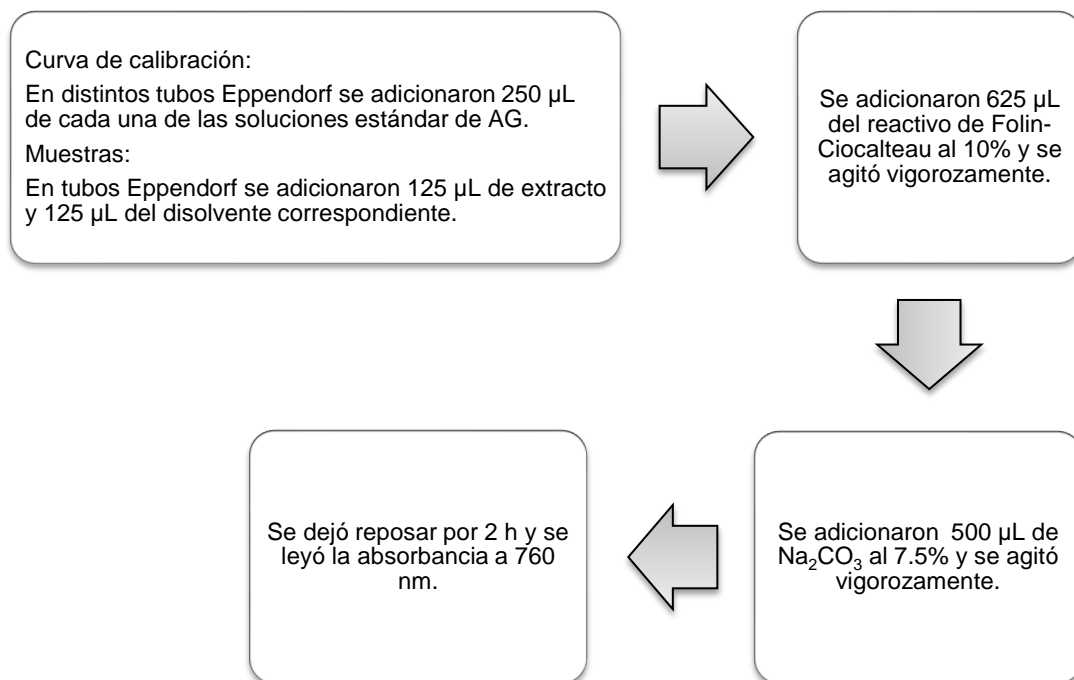 Curva de calibración:
En distintos tubos Eppendorf se adicionaron 250 µL
de cada una de las soluciones estándar de AG.
Muestras:
En tubos Eppendorf se adicionaron 125 µL de extracto
y 125 µL del disolvente correspondiente.
Se adicionaron 625 µL
del reactivo de Folin-
Ciocalteau al 10% y se
agitó vigorozamente.
Se adicionaron  500 µL de
Na₂CO₃ al 7.5% y se agitó
vigorozamente.
Se dejó reposar por 2 h y se
leyó la absorbancia a 760
nm.